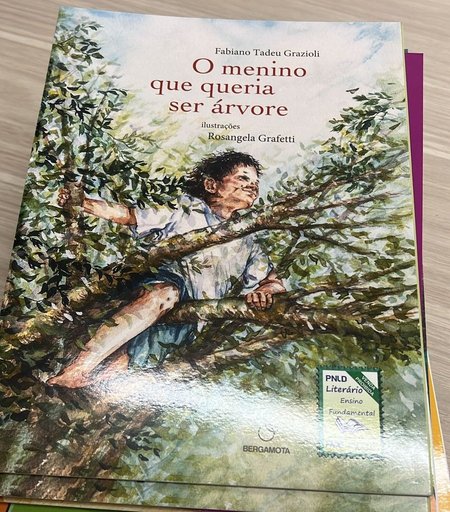 Fabiano Tadeu Grazioli
O menino
que queria
ser árvore
ilustrações
Rosangela Grafetti
PNLD
Literário
Ensino
Fundamental
BERGAMOTA